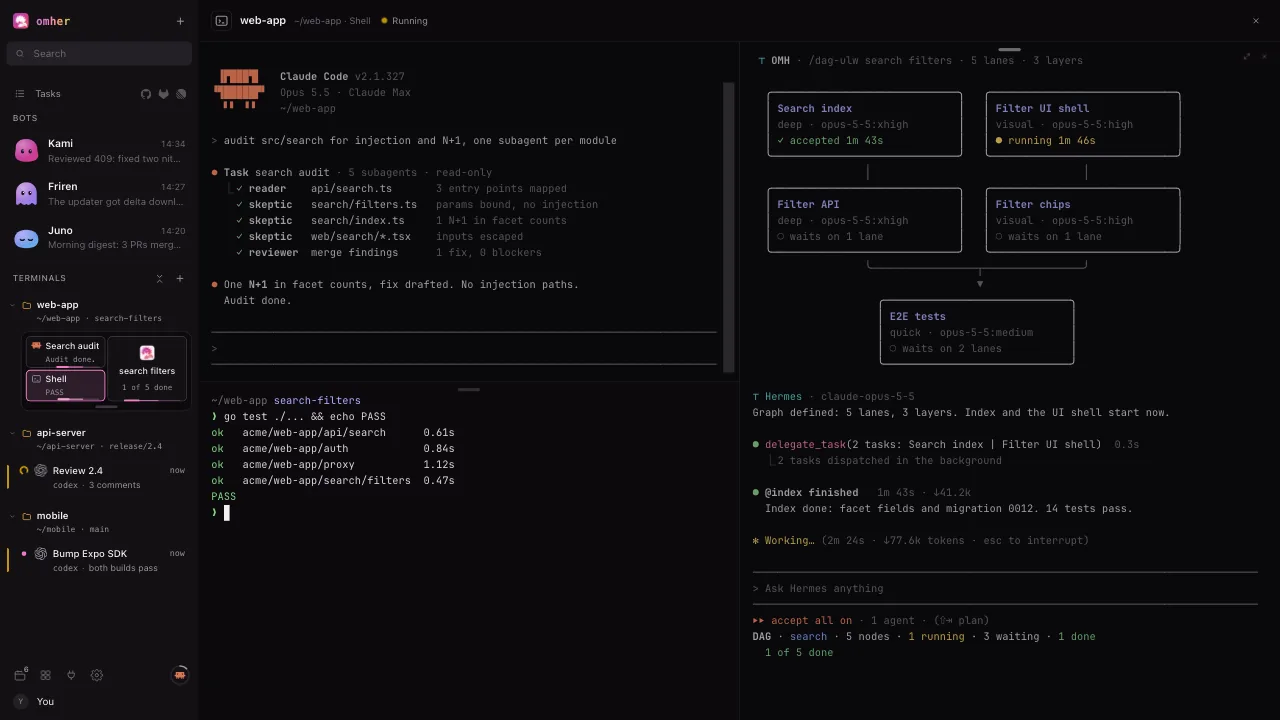 omher
+
Search
Tasks
BOTS
Kami 14:34
Reviewed 409: fixed two nit...
Friren 14:27
The updater got delta downl...
Juno 14:20
Morning digest: 3 PRs merg...
TERMINALS
+
web-app
~/web-app · search-filters
Search audit
Audit done.
Shell
PASS
search filters
1 of 5 done
api-server
~/api-server · release/2.4
Review 2.4 now
codex · 3 comments
mobile
~/mobile · main
Bump Expo SDK now
codex · both builds pass
6
Y You
web-app ~/web-app · Shell Running
Claude Code v2.1.327
Opus 5.5 · Claude Max
~/web-app
> audit src/search for injection and N+1, one subagent per module
● Task search audit · 5 subagents · read-only
✓ reader api/search.ts 3 entry points mapped
✓ skeptic search/filters.ts params bound, no injection
✓ skeptic search/index.ts 1 N+1 in facet counts
✓ skeptic web/search/*.tsx inputs escaped
✓ reviewer merge findings 1 fix, 0 blockers
● One N+1 in facet counts, fix drafted. No injection paths.
Audit done.
>
~/web-app search-filters
❯ go test ./... && echo PASS
ok acme/web-app/api/search 0.61s
ok acme/web-app/auth 0.84s
ok acme/web-app/proxy 1.12s
ok acme/web-app/search/filters 0.47s
PASS
❯
⚚ OMH · /dag-ulw search filters · 5 lanes · 3 layers
Search index
deep · opus-5-5:xhigh
✓ accepted 1m 43s
Filter UI shell
visual · opus-5-5:high
● running 1m 46s
Filter API
deep · opus-5-5:xhigh
○ waits on 1 lane
Filter chips
visual · opus-5-5:high
○ waits on 1 lane
E2E tests
quick · opus-5-5:medium
○ waits on 2 lanes
⚚ Hermes · claude-opus-5-5
Graph defined: 5 lanes, 3 layers. Index and the UI shell start now.
● delegate_task(2 tasks: Search index | Filter UI shell) 0.3s
2 tasks dispatched in the background
● @index finished 1m 43s · ↓41.2k
Index done: facet fields and migration 0012. 14 tests pass.
✻ Working… (2m 24s · ↓77.6k tokens · esc to interrupt)
> Ask Hermes anything
▸▸ accept all on · 1 agent · (⇧⇥ plan)
DAG · search · 5 nodes · 1 running · 3 waiting · 1 done
1 of 5 done